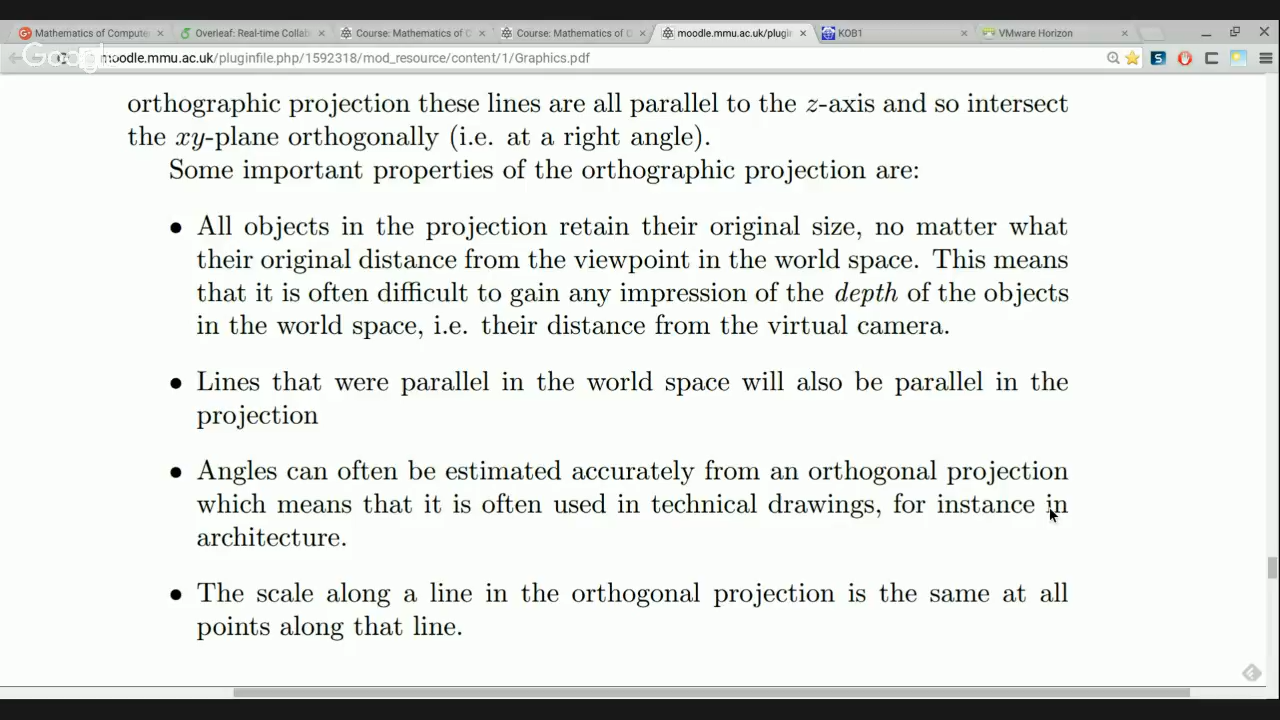 Mathematics of Compute
Overleaf: Real-time Collab
Course: Mathematics of C
Course: Mathematics of
moodle.mmu.ac.uk/plugin
KOB1
VMware Horizon
moodle.mmu.ac.uk/pluginfile.php/1592318/mod_resource/content/1/Graphics.pdf
orthographic projection these lines are all parallel to the z-axis and so intersect
the xy-plane orthogonally (i.e. at a right angle).
Some important properties of the orthographic projection are:
• All objects in the projection retain their original size, no matter what
their original distance from the viewpoint in the world space. This means
that it is often difficult to gain any impression of the depth of the objects
in the world space, i.e. their distance from the virtual camera.
• Lines that were parallel in the world space will also be parallel in the
projection
• Angles can often be estimated accurately from an orthogonal projection
which means that it is often used in technical drawings, for instance in
architecture.
• The scale along a line in the orthogonal projection is the same at all
points along that line.